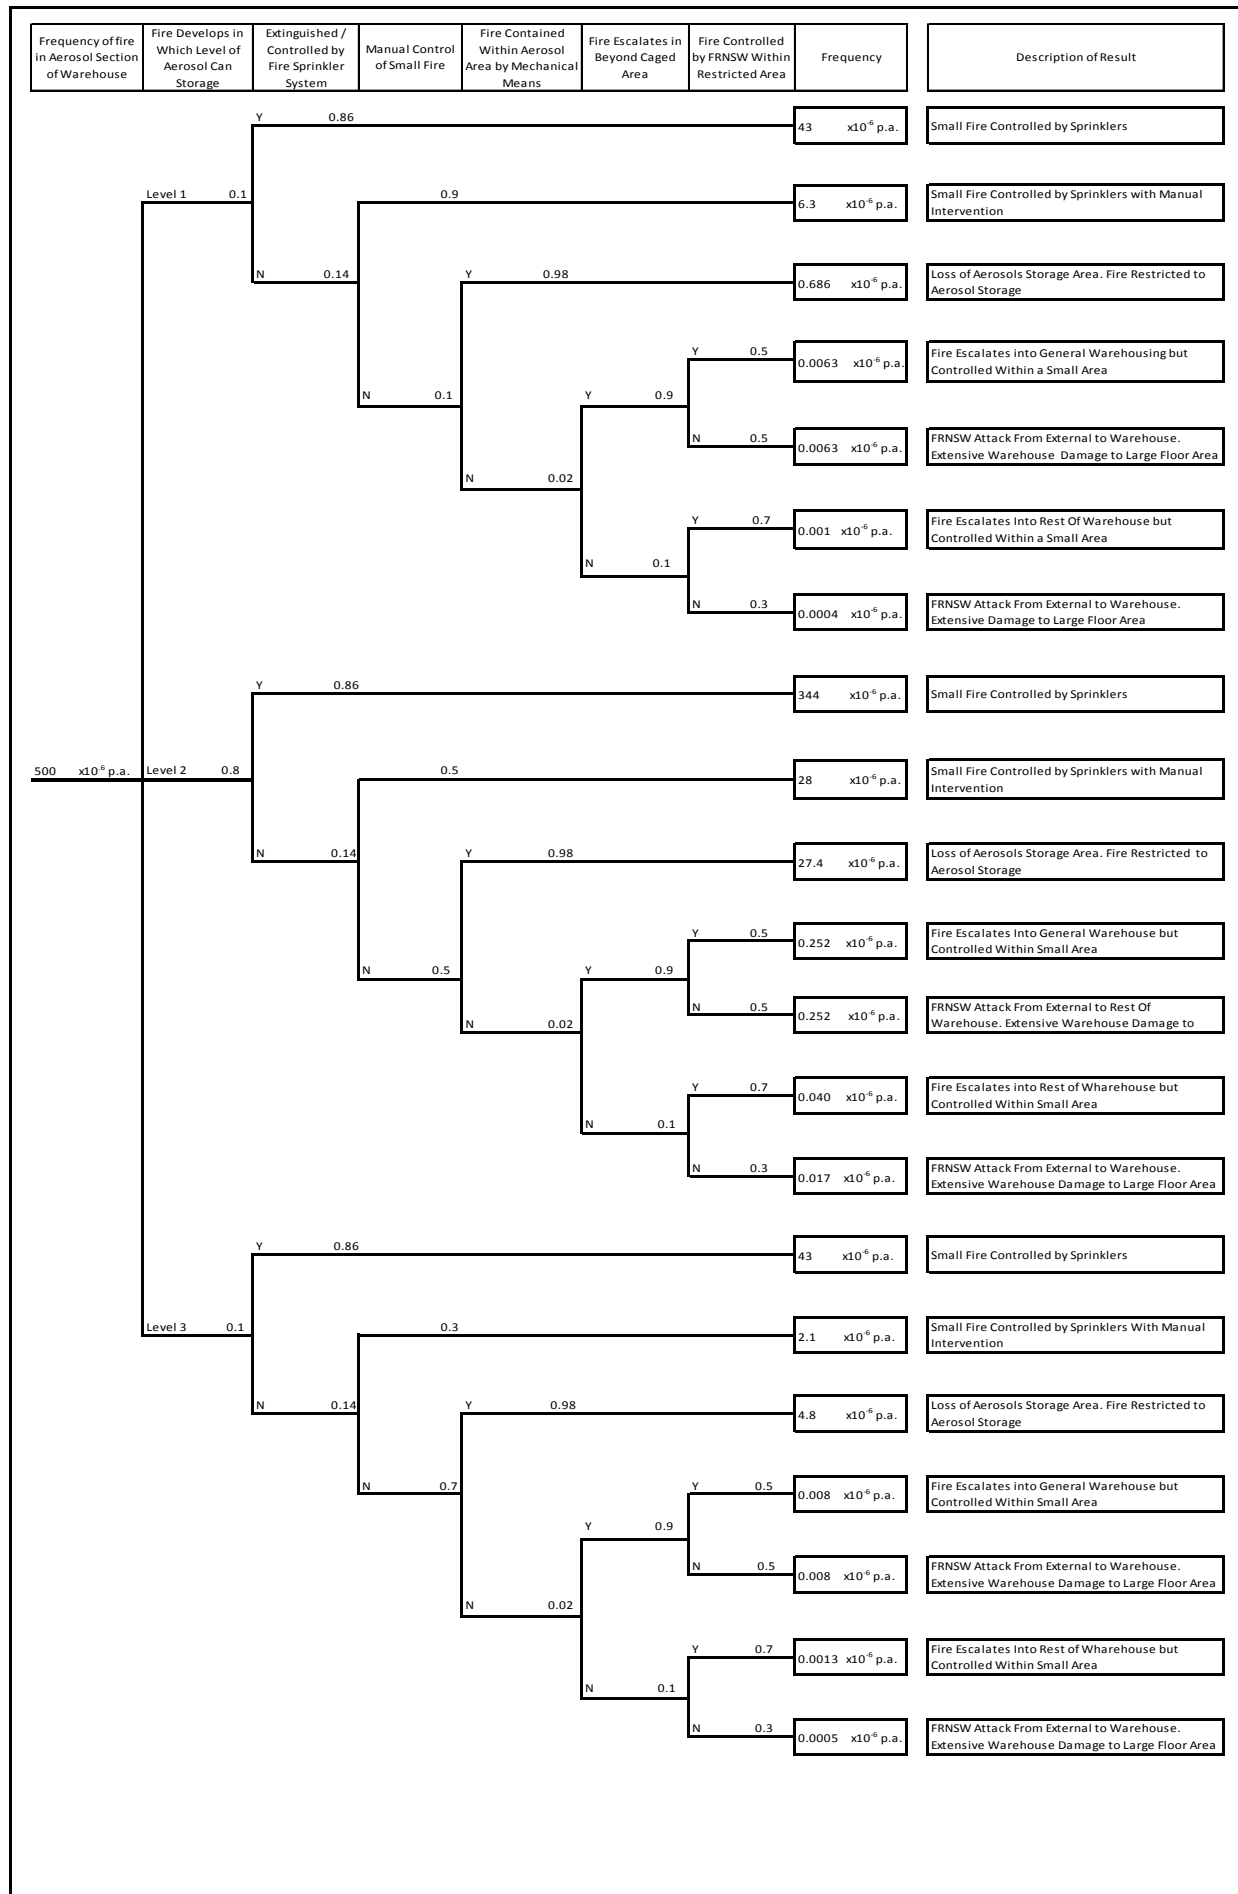 Frequency of fire
in Aerosol Section
of Warehouse
Fire Develops in
Which Level of
Aerosol Can
Storage
Extinguished /
Controlled by
Fire Sprinkler
System
Manual Control
of Small Fire
Fire Contained
Within Aerosol
Area by Mechanical
Means
Fire Escalates in
Beyond Caged
Area
Fire Controlled
by FRNSW Within
Restricted Area
Frequency
Description of Result
Y 0.86
43 x10⁻⁶ p.a.
Small Fire Controlled by Sprinklers
Level 1 0.1
0.9
6.3 x10⁻⁶ p.a.
Small Fire Controlled by Sprinklers with Manual
Intervention
N 0.14
Y 0.98
0.686 x10⁻⁶ p.a.
Loss of Aerosols Storage Area. Fire Restricted to
Aerosol Storage
Y 0.5
0.0063 x10⁻⁶ p.a.
Fire Escalates into General Warehousing but
Controlled Within a Small Area
N 0.1
Y 0.9
N 0.5
0.0063 x10⁻⁶ p.a.
FRNSW Attack From External to Warehouse.
Extensive Warehouse Damage to Large Floor Area
N 0.02
Y 0.7
0.001 x10⁻⁶ p.a.
Fire Escalates Into Rest Of Warehouse but
Controlled Within a Small Area
N 0.1
N 0.3
0.0004 x10⁻⁶ p.a.
FRNSW Attack From External to Warehouse.
Extensive Damage to Large Floor Area
Y 0.86
344 x10⁻⁶ p.a.
Small Fire Controlled by Sprinklers
500 x10⁻⁶ p.a.
Level 2 0.8
0.5
28 x10⁻⁶ p.a.
Small Fire Controlled by Sprinklers with Manual
Intervention
N 0.14
Y 0.98
27.4 x10⁻⁶ p.a.
Loss of Aerosols Storage Area. Fire Restricted to
Aerosol Storage
Y 0.5
0.252 x10⁻⁶ p.a.
Fire Escalates Into General Warehouse but
Controlled Within Small Area
N 0.5
Y 0.9
N 0.5
0.252 x10⁻⁶ p.a.
FRNSW Attack From External to Rest Of
Warehouse. Extensive Warehouse Damage to
N 0.02
Y 0.7
0.040 x10⁻⁶ p.a.
Fire Escalates into Rest of Wharehouse but
Controlled Within Small Area
N 0.1
N 0.3
0.017 x10⁻⁶ p.a.
FRNSW Attack From External to Warehouse.
Extensive Warehouse Damage to Large Floor Area
Y 0.86
43 x10⁻⁶ p.a.
Small Fire Controlled by Sprinklers
Level 3 0.1
0.3
2.1 x10⁻⁶ p.a.
Small Fire Controlled by Sprinklers With Manual
Intervention
N 0.14
Y 0.98
4.8 x10⁻⁶ p.a.
Loss of Aerosols Storage Area. Fire Restricted to
Aerosol Storage
N 0.7
Y 0.5
0.008 x10⁻⁶ p.a.
Fire Escalates into General Warehouse but
Controlled Within Small Area
Y 0.9
N 0.5
0.008 x10⁻⁶ p.a.
FRNSW Attack From External to Warehouse.
Extensive Warehouse Damage to Large Floor Area
N 0.02
Y 0.7
0.0013 x10⁻⁶ p.a.
Fire Escalates Into Rest of Wharehouse but
Controlled Within Small Area
N 0.1
N 0.3
0.0005 x10⁻⁶ p.a.
FRNSW Attack From External to Warehouse.
Extensive Warehouse Damage to Large Floor Area